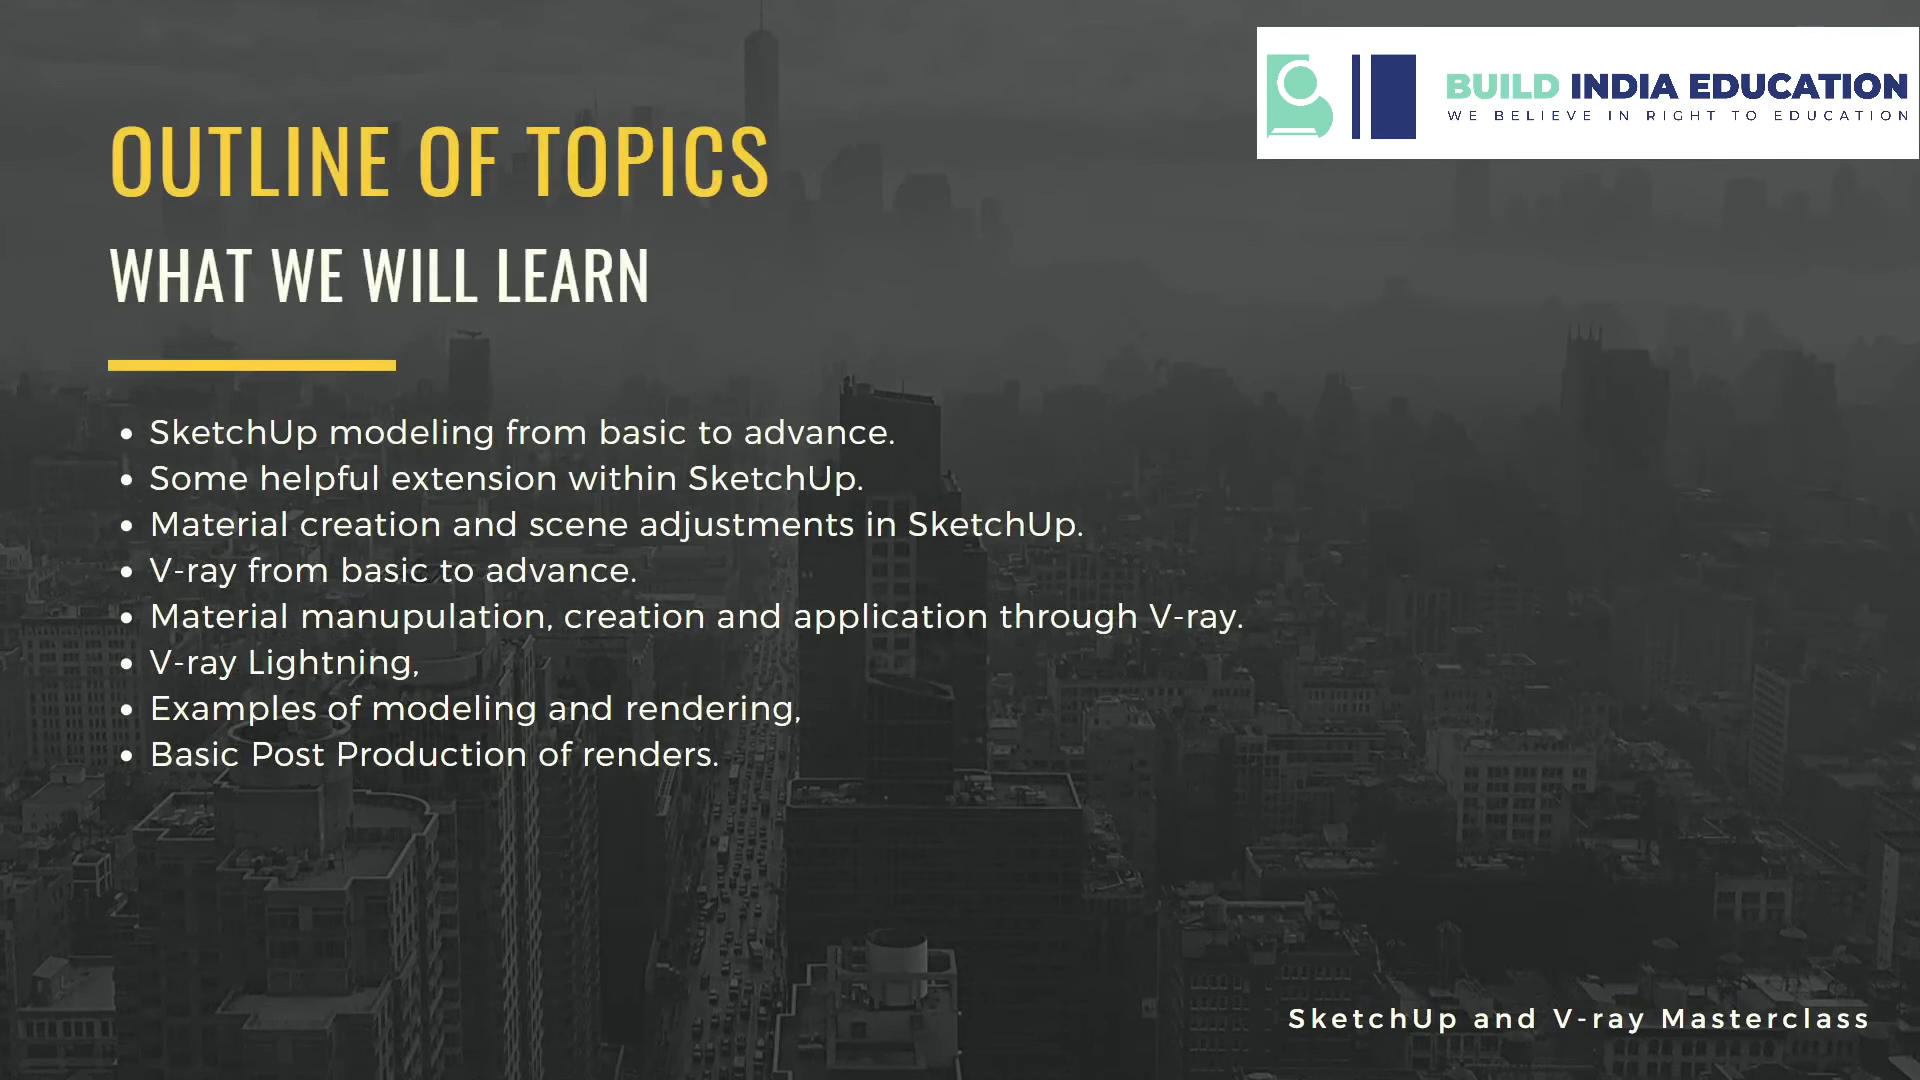 BUILD INDIA EDUCATION
WE BELIEVE IN RIGHT TO EDUCATION
OUTLINE OF TOPICS
WHAT WE WILL LEARN
• SketchUp modeling from basic to advance.
• Some helpful extension within SketchUp.
• Material creation and scene adjustments in SketchUp.
• V-ray from basic to advance.
• Material manupulation, creation and application through V-ray.
• V-ray Lightning,
• Examples of modeling and rendering,
• Basic Post Production of renders.
SketchUp and V-ray Masterclass